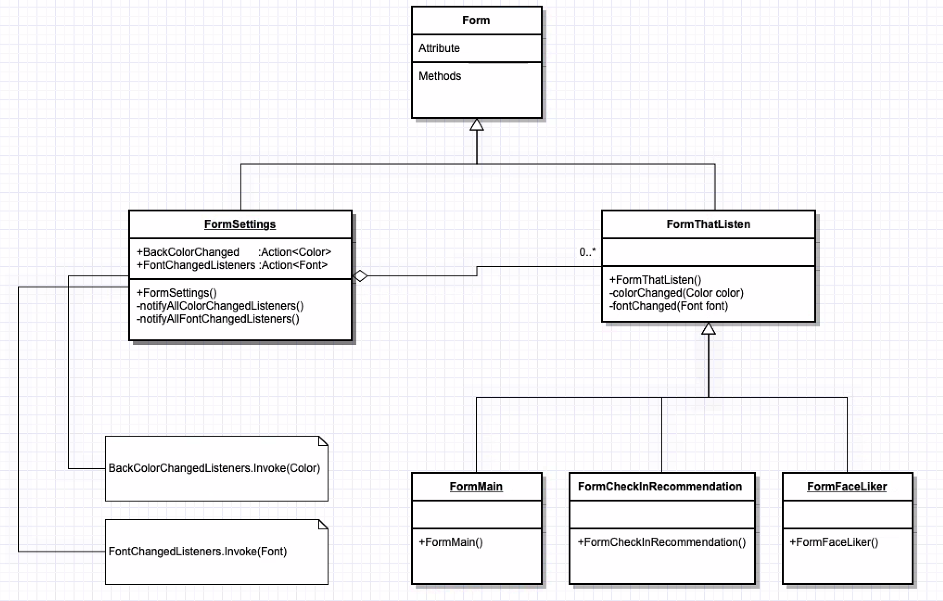 Form
Attribute
Methods
FormSettings
+BackColorChanged :Action<Color>
+FontChangedListeners :Action<Font>
+FormSettings()
-notifyAllColorChangedListeners()
-notifyAllFontChangedListeners()
0..*
FormThatListen
+FormThatListen()
-colorChanged(Color color)
-fontChanged(Font font)
BackColorChangedListeners.Invoke(Color)
FontChangedListeners.Invoke(Font)
FormMain
+FormMain()
FormCheckInRecommendation
+FormCheckInRecommendation()
FormFaceLiker
+FormFaceLiker()